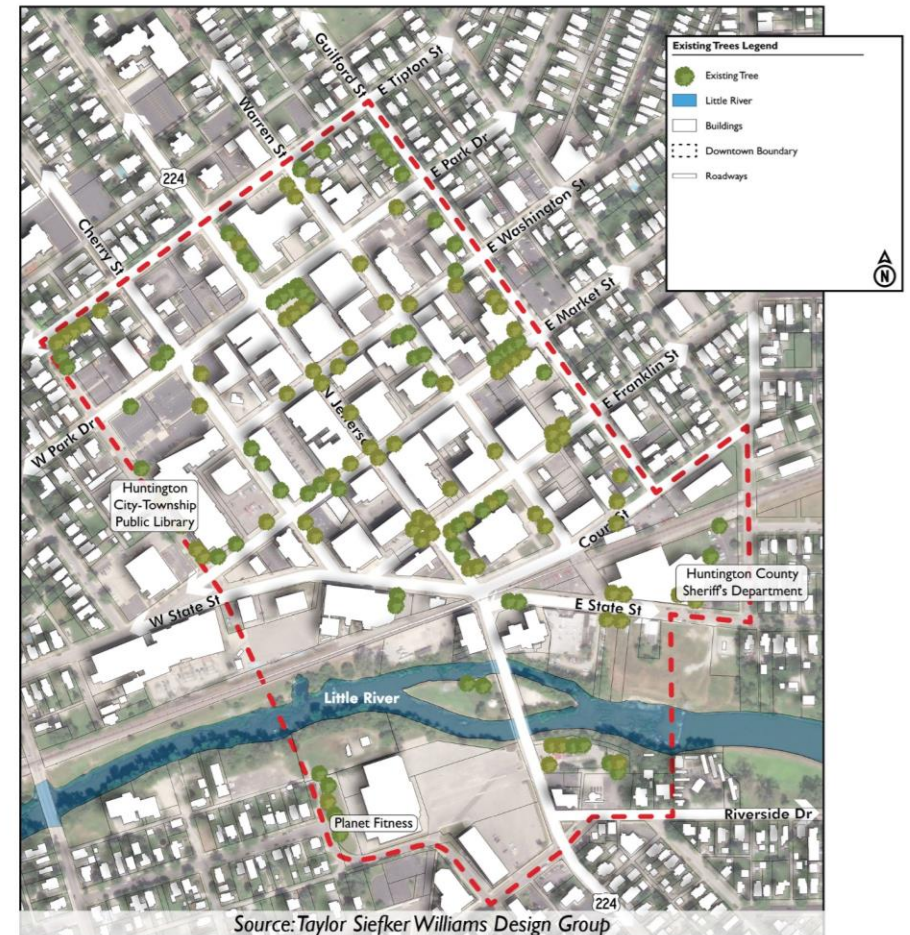 Existing Trees Legend
Existing Tree
Little River
Buildings
Downtown Boundary
Roadways
N
Guilford St
E Tipton St
Warren St
E Park Dr
224
E Washington St
Cherry St
E Market St
E Franklin St
N Jefferso
W Park Dr
Huntington
City-Township
Public Library
Court St
Huntington County
Sheriff's Department
E State St
W State St
Little River
Planet Fitness
Riverside Dr
224
Source: Taylor Siefker Williams Design Group